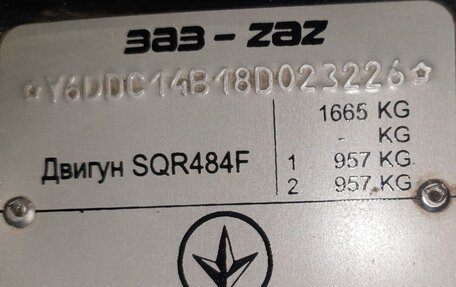 ЗАЗ - ZAZ
✩Y6DDC14B18D023226✩
1665 KG
- KG
Двигун SQR484F 1 957 KG
2 957 KG